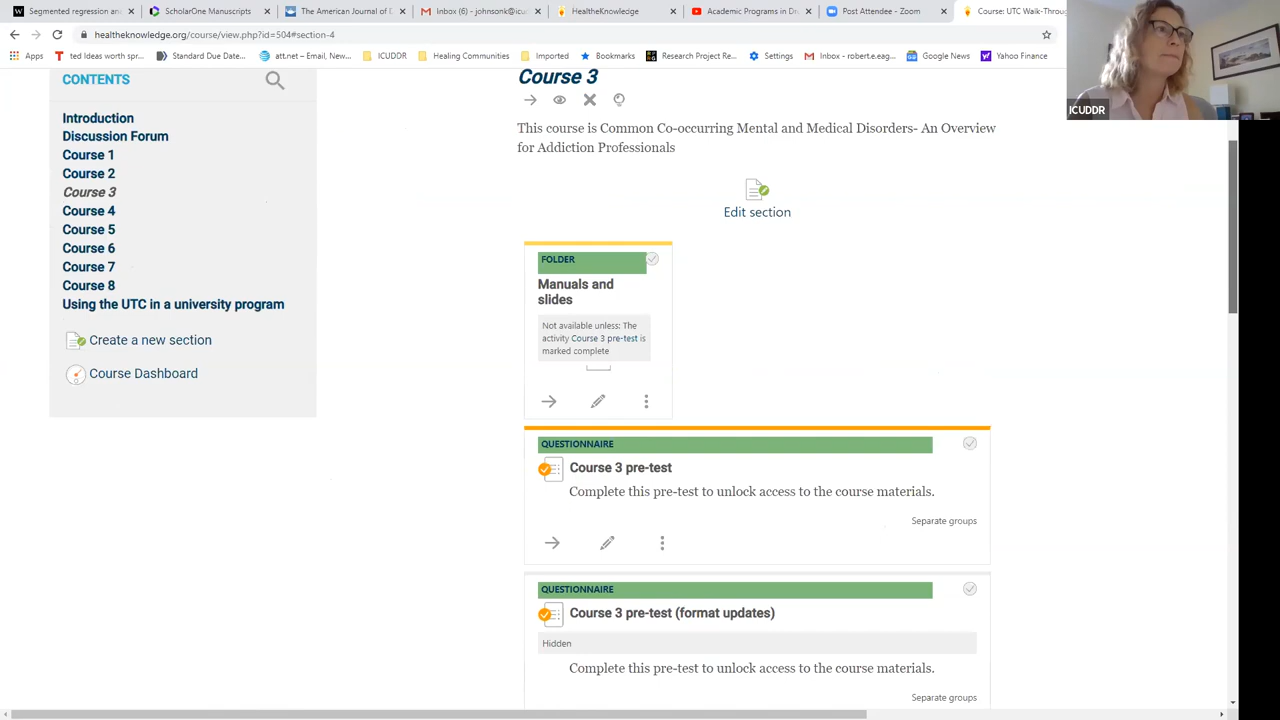 Segmented regression an
ScholarOne Manuscripts
The American Journal of D
Inbox (6) - johnsonk@icud
HealtheKnowledge
Academic Programs in Dru
Post Attendee - Zoom
Course: UTC Walk-Throu
healtheknowledge.org/course/view.php?id=504#section-4
Apps
ted Ideas worth spr...
Standard Due Date...
att.net — Email, New...
ICUDDR
Healing Communities
Imported
Bookmarks
Research Project Re...
Settings
Inbox - robert.e.eag...
Google News
Yahoo Finance
ICUDDR
CONTENTS
Introduction
Discussion Forum
Course 1
Course 2
Course 3
Course 4
Course 5
Course 6
Course 7
Course 8
Using the UTC in a university program
Create a new section
Course Dashboard
Course 3
This course is Common Co-occurring Mental and Medical Disorders- An Overview
for Addiction Professionals
Edit section
FOLDER
Manuals and
slides
Not available unless: The
activity Course 3 pre-test is
marked complete
QUESTIONNAIRE
Course 3 pre-test
Complete this pre-test to unlock access to the course materials.
Separate groups
QUESTIONNAIRE
Course 3 pre-test (format updates)
Hidden
Complete this pre-test to unlock access to the course materials.
Separate groups